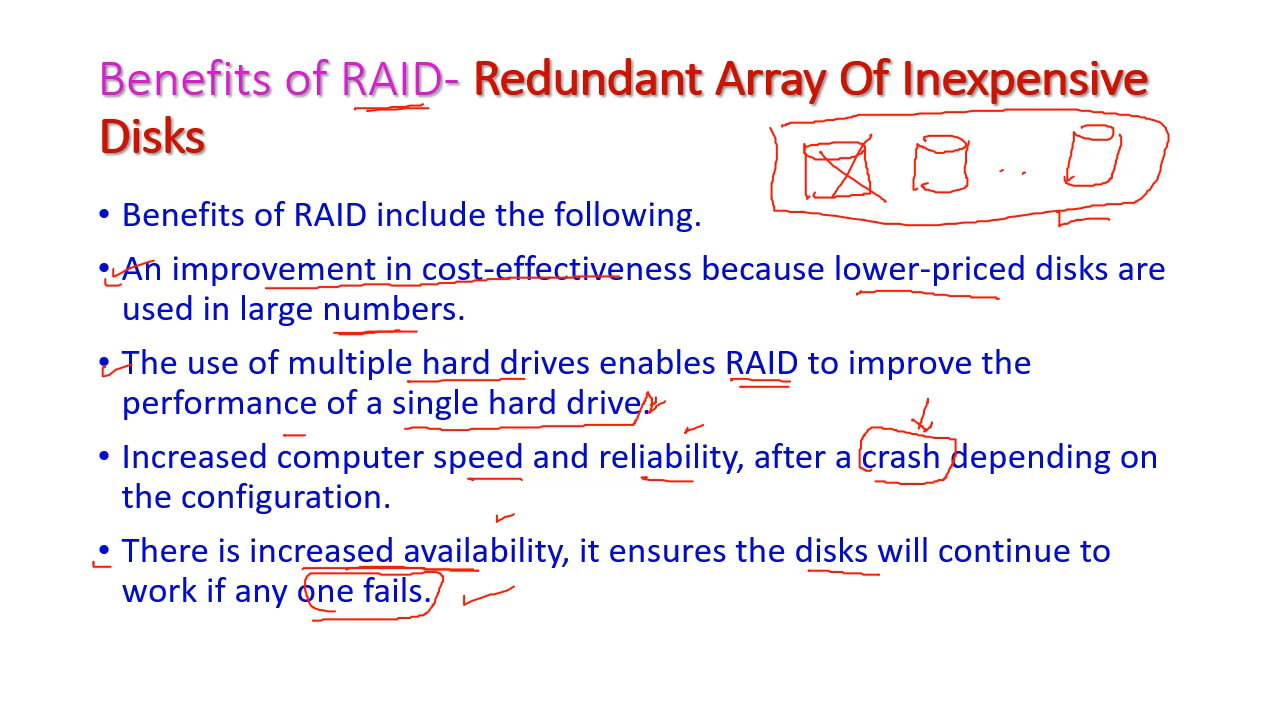 Benefits of RAID- Redundant Array Of Inexpensive
Disks
• Benefits of RAID include the following.
• An improvement in cost-effectiveness because lower-priced disks are
used in large numbers.
• The use of multiple hard drives enables RAID to improve the
performance of a single hard drive.
• Increased computer speed and reliability, after a crash depending on
the configuration.
• There is increased availability, it ensures the disks will continue to
work if any one fails.